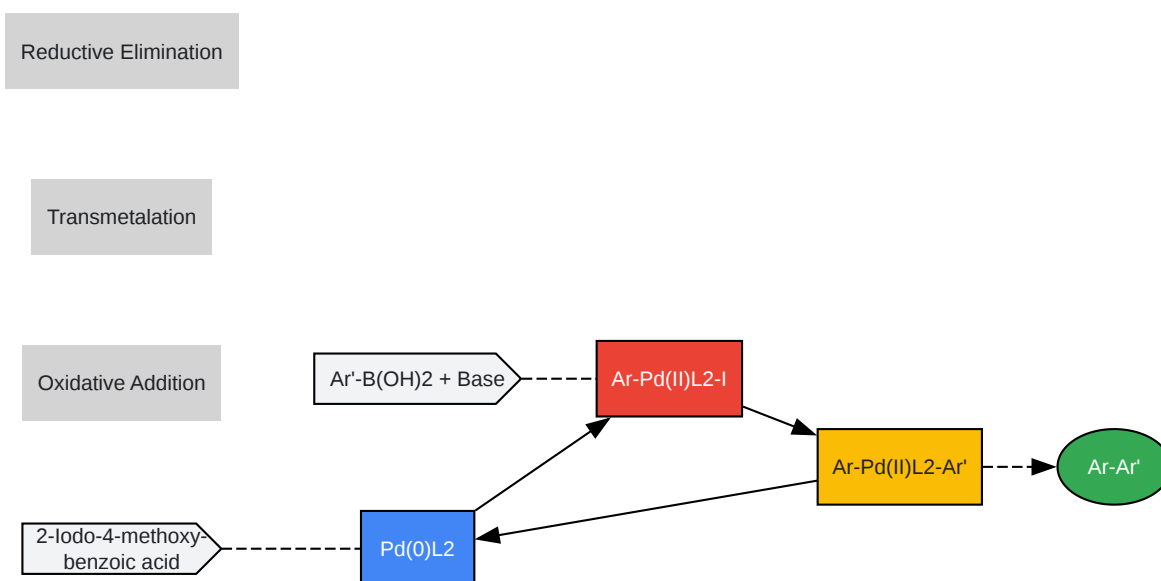 Reductive Elimination
Transmetalation
Oxidative Addition
Ar'-B(OH)2 + Base
Ar-Pd(II)L2-I
Ar-Pd(II)L2-Ar'
Ar-Ar'
2-Iodo-4-methoxy-
benzoic acid
Pd(0)L2